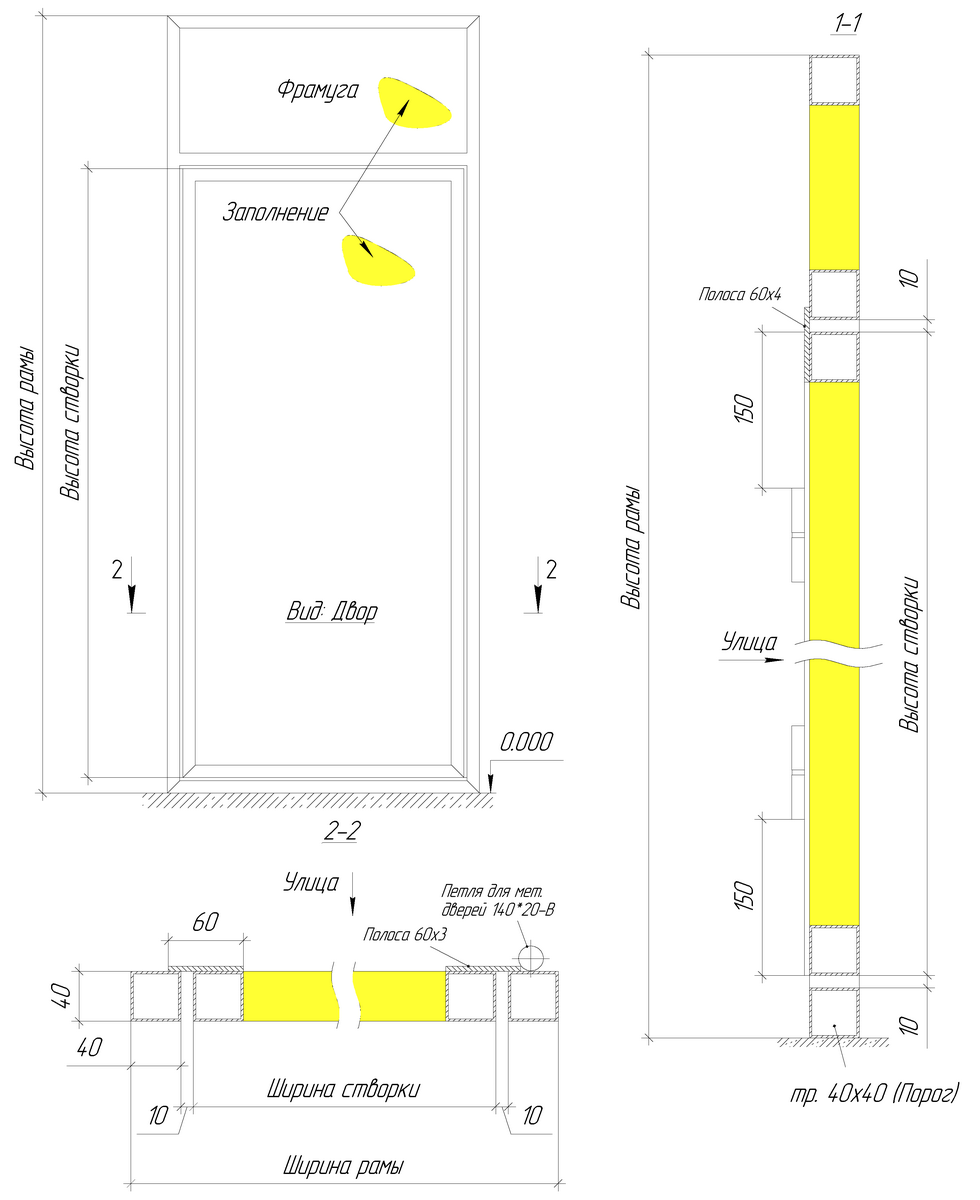 Фрамуга
Заполнение
Высота рамы
Высота створки
2
2
Вид: Двор
0.000
2-2
Улица
Петля для мет.
дверей 140*20-В
Полоса 60х3
60
40
40
Ширина створки
10
10
Ширина рамы
1-1
Полоса 60х4
10
150
Высота рамы
Улица
Высота створки
150
10
тр. 40х40 (Порог)